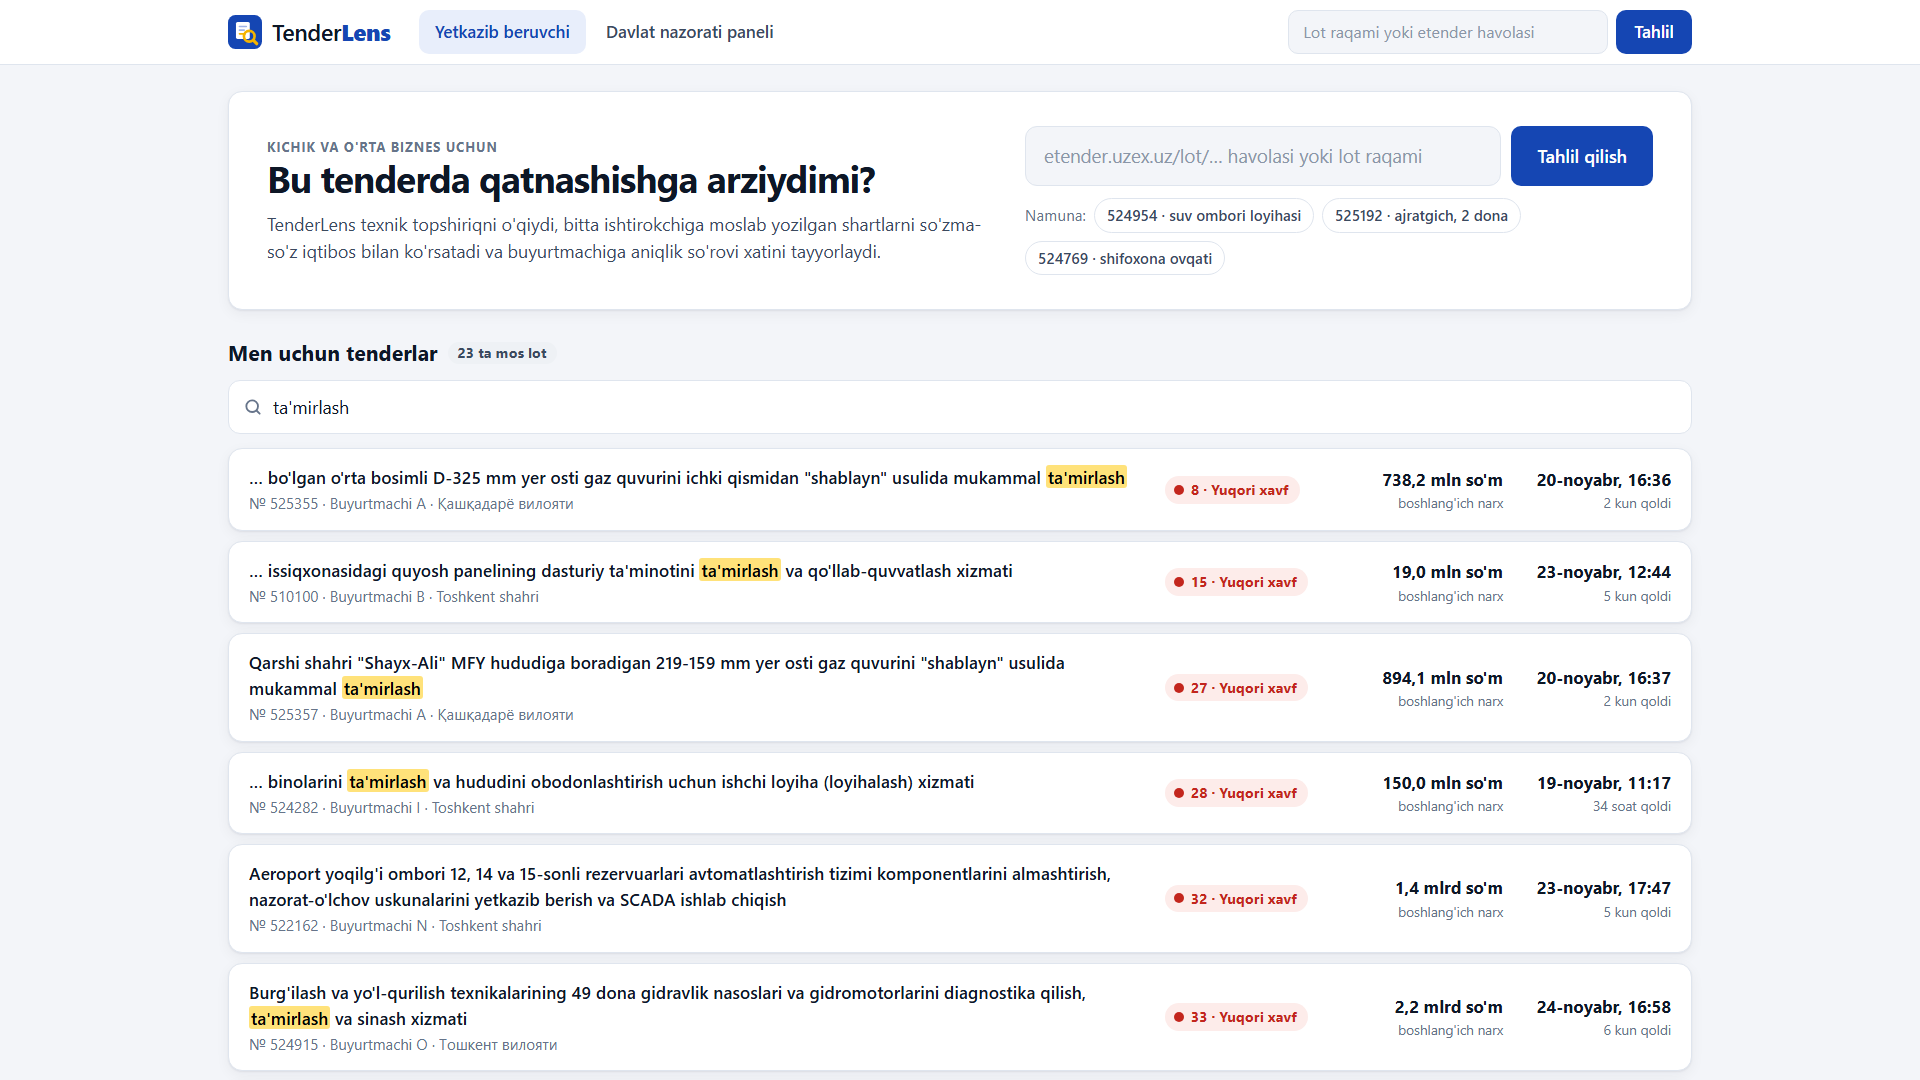 TenderLens
Yetkazib beruvchi
Davlat nazorati paneli
Lot raqami yoki etender havolasi
Tahlil
KICHIK VA O'RTA BIZNES UCHUN
Bu tenderda qatnashishga arziydimi?
TenderLens texnik topshiriqni o'qiydi, bitta ishtirokchiga moslab yozilgan shartlarni so'zma-
so'z iqtibos bilan ko'rsatadi va buyurtmachiga aniqlik so'rovi xatini tayyorlaydi.
etender.uzex.uz/lot/... havolasi yoki lot raqami
Tahlil qilish
Namuna: 524954 · suv ombori loyihasi 525192 · ajratgich, 2 dona
524769 · shifoxona ovqati
Men uchun tenderlar 23 ta mos lot
ta'mirlash
... bo'lgan o'rta bosimli D-325 mm yer osti gaz quvurini ichki qismidan "shablayn" usulida mukammal ta'mirlash
№ 525355 · Buyurtmachi A · Қашқадарё вилояти
8 · Yuqori xavf
738,2 mln so'm
boshlang'ich narx
20-noyabr, 16:36
2 kun qoldi
... issiqxonasidagi quyosh panelining dasturiy ta'minotini ta'mirlash va qo'llab-quvvatlash xizmati
№ 510100 · Buyurtmachi B · Toshkent shahri
15 · Yuqori xavf
19,0 mln so'm
boshlang'ich narx
23-noyabr, 12:44
5 kun qoldi
Qarshi shahri "Shayx-Ali" MFY hududiga boradigan 219-159 mm yer osti gaz quvurini "shablayn" usulida
mukammal ta'mirlash
№ 525357 · Buyurtmachi A · Қашқадарё вилояти
27 · Yuqori xavf
894,1 mln so'm
boshlang'ich narx
20-noyabr, 16:37
2 kun qoldi
... binolarini ta'mirlash va hududini obodonlashtirish uchun ishchi loyiha (loyihalash) xizmati
№ 524282 · Buyurtmachi I · Toshkent shahri
28 · Yuqori xavf
150,0 mln so'm
boshlang'ich narx
19-noyabr, 11:17
34 soat qoldi
Aeroport yoqilg'i ombori 12, 14 va 15-sonli rezervuarlari avtomatlashtirish tizimi komponentlarini almashtirish,
nazorat-o'lchov uskunalarini yetkazib berish va SCADA ishlab chiqish
№ 522162 · Buyurtmachi N · Toshkent shahri
32 · Yuqori xavf
1,4 mlrd so'm
boshlang'ich narx
23-noyabr, 17:47
5 kun qoldi
Burg'ilash va yo'l-qurilish texnikalarining 49 dona gidravlik nasoslari va gidromotorlarini diagnostika qilish,
ta'mirlash va sinash xizmati
№ 524915 · Buyurtmachi O · Тошкент вилояти
33 · Yuqori xavf
2,2 mlrd so'm
boshlang'ich narx
24-noyabr, 16:58
6 kun qoldi